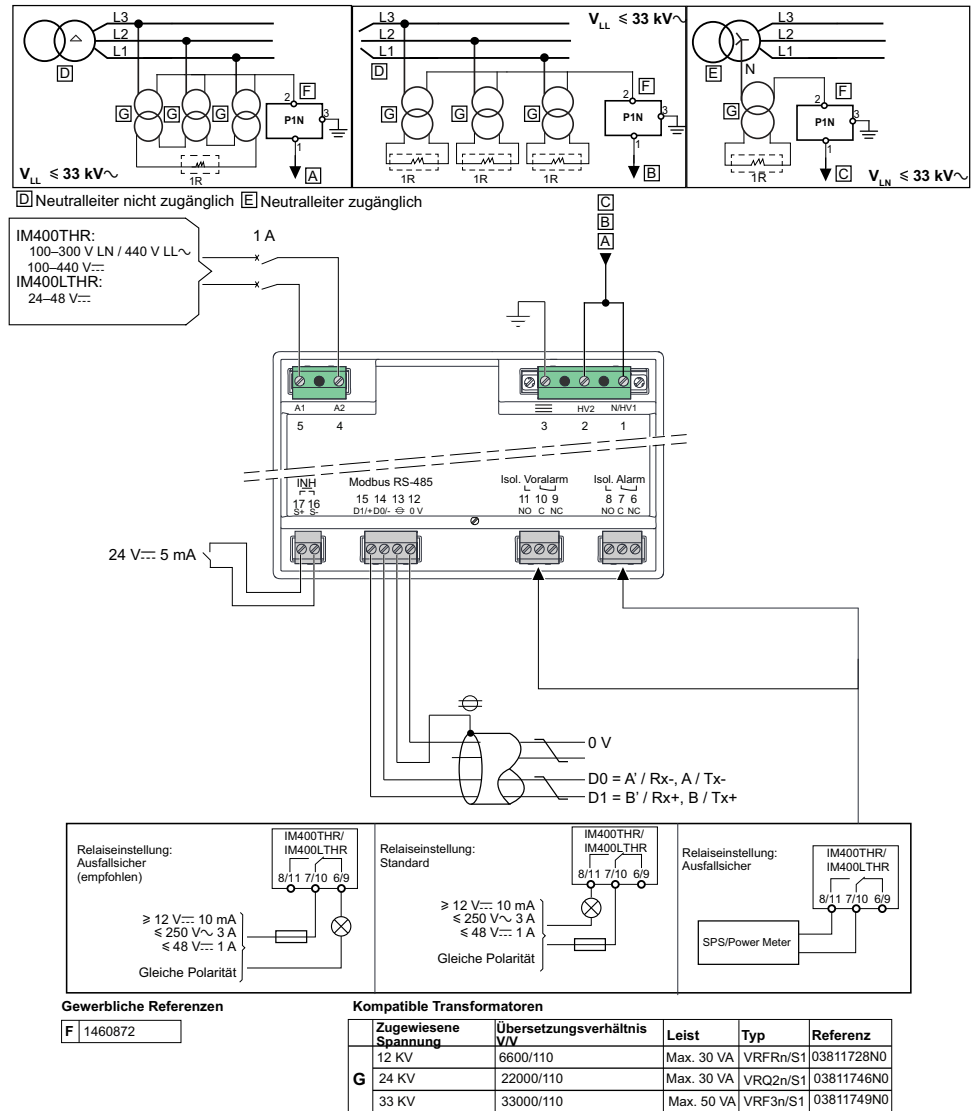 L3
L2
L1
D
G
G
G
F
2
P1N
3
1
1R
A
V_LL ≤ 33 kV~
L3
L2
L1
D
V_LL ≤ 33 kV~
G
G
G
F
2
P1N
3
1
1R
1R
1R
B
L3
L2
L1
E
N
G
F
2
P1N
3
1
1R
C
V_LN ≤ 33 kV~
D Neutralleiter nicht zugänglich E Neutralleiter zugänglich
IM400THR:
100–300 V LN / 440 V LL~
100–440 V⎓
IM400LTHR:
24–48 V⎓
1 A
C
B
A
A1 A2
5 4
HV2 N/HV1
3 2 1
INH
17 16
S+ S-
Modbus RS-485
15 14 13 12
D1/+ D0/- 0 V
Isol. Voralarm
11 10 9
NO C NC
Isol. Alarm
8 7 6
NO C NC
24 V⎓ 5 mA
0 V
D0 = A' / Rx-, A / Tx-
D1 = B' / Rx+, B / Tx+
Relaiseinstellung:
Ausfallsicher
(empfohlen)
IM400THR/
IM400LTHR
8/11 7/10 6/9
≥ 12 V⎓ 10 mA
≤ 250 V~ 3 A
≤ 48 V⎓ 1 A
Gleiche Polarität
Relaiseinstellung:
Standard
IM400THR/
IM400LTHR
8/11 7/10 6/9
≥ 12 V⎓ 10 mA
≤ 250 V~ 3 A
≤ 48 V⎓ 1 A
Gleiche Polarität
Relaiseinstellung:
Ausfallsicher
IM400THR/
IM400LTHR
8/11 7/10 6/9
SPS/Power Meter
Gewerbliche Referenzen
F 1460872
Kompatible Transformatoren
Zugewiesene Spannung Übersetzungsverhältnis V/V Leist Typ Referenz
G
12 KV 6600/110 Max. 30 VA VRFRn/S1 03811728N0
24 KV 22000/110 Max. 30 VA VRQ2n/S1 03811746N0
33 KV 33000/110 Max. 50 VA VRF3n/S1 03811749N0